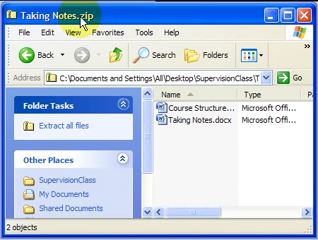 Taking Notes.zip
File Edit View Favorites Tools
Back Search Folders
Address C:\Documents and Settings\All\Desktop\SupervisionClass\T Go
Folder Tasks
Extract all files
Other Places
SupervisionClass
My Documents
Shared Documents
Name Type P
Course Structure... Microsoft Offi...
Taking Notes.docx Microsoft Offi...
2 objects